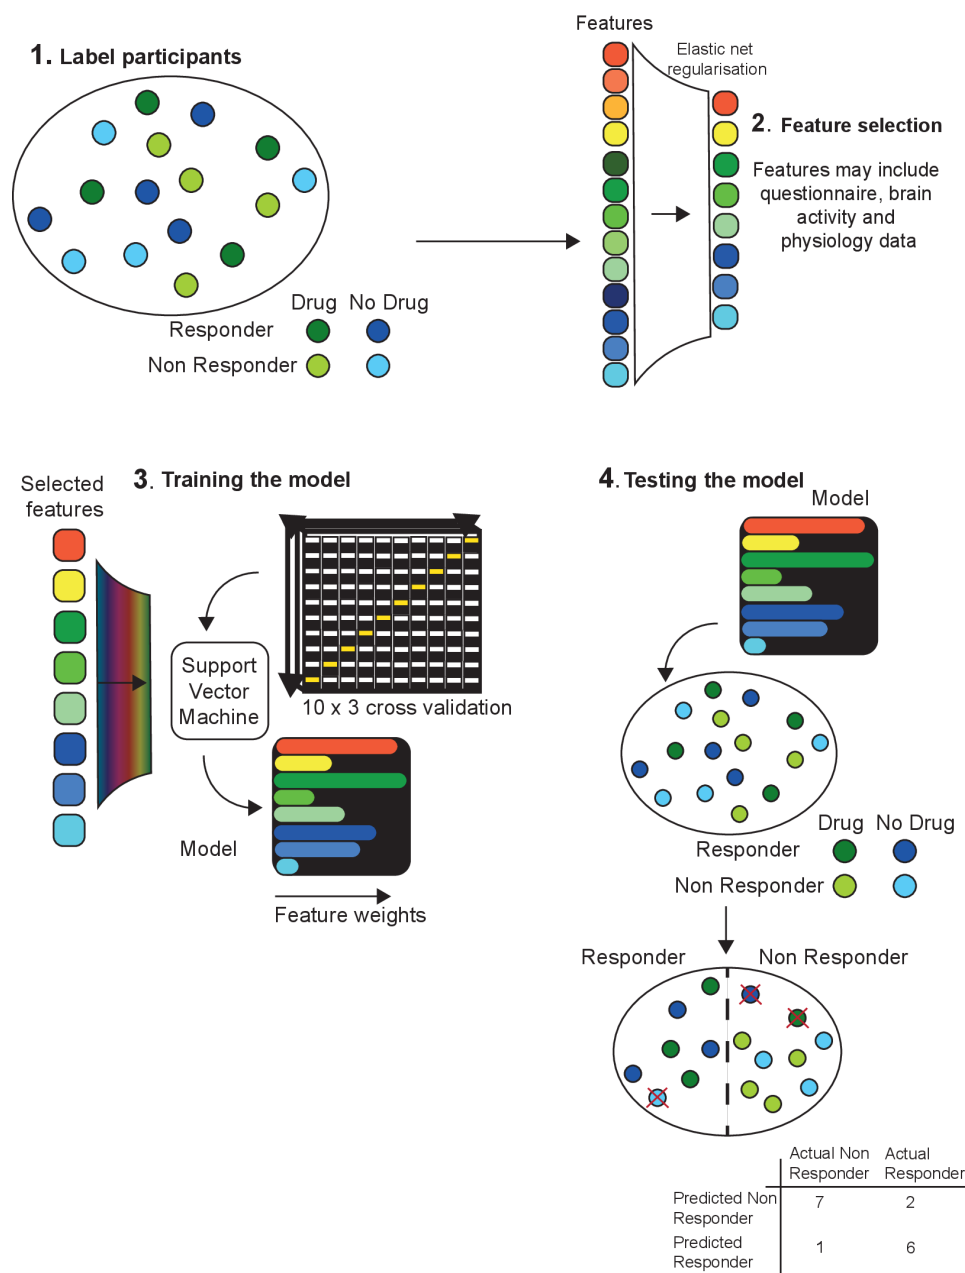 1. Label participants
Drug No Drug
Responder
Non Responder
Features
Elastic net
regularisation
2. Feature selection
Features may include
questionnaire, brain
activity and
physiology data
3. Training the model
Selected
features
Support
Vector
Machine
10 x 3 cross validation
Model
Feature weights
4. Testing the model
Model
Drug No Drug
Responder
Non Responder
Responder Non Responder
Actual Non Actual
Responder Responder
Predicted Non 7 2
Responder
Predicted 1 6
Responder